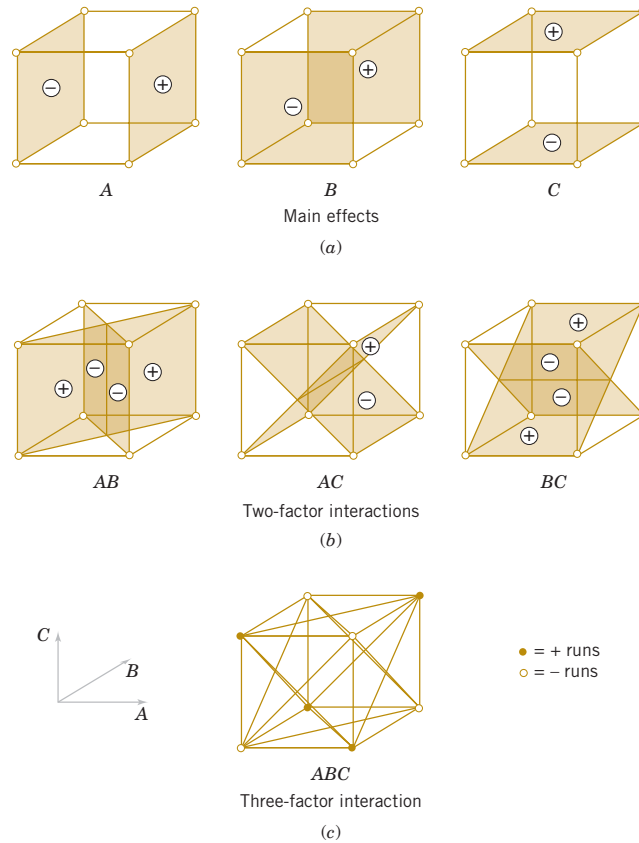 − + − + + −
A B C
Main effects
(a)
+ − − + + − + − − +
AB AC BC
Two-factor interactions
(b)
C
B
A
= + runs
= − runs
ABC
Three-factor interaction
(c)